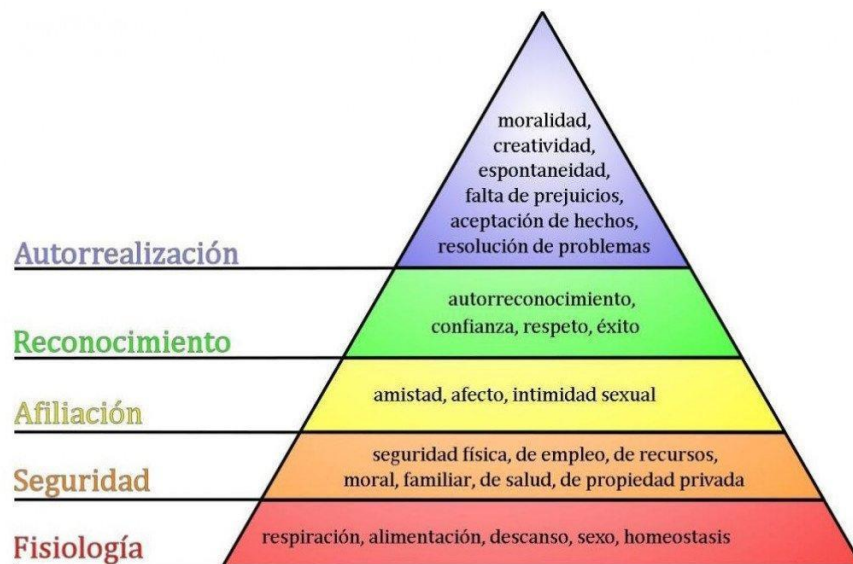 moralidad,
creatividad,
espontaneidad,
falta de prejuicios,
aceptación de hechos,
resolución de problemas
Autorrealización
autorreconocimiento,
confianza, respeto, éxito
Reconocimiento
amistad, afecto, intimidad sexual
Afiliación
seguridad física, de empleo, de recursos,
moral, familiar, de salud, de propiedad privada
Seguridad
respiración, alimentación, descanso, sexo, homeostasis
Fisiología